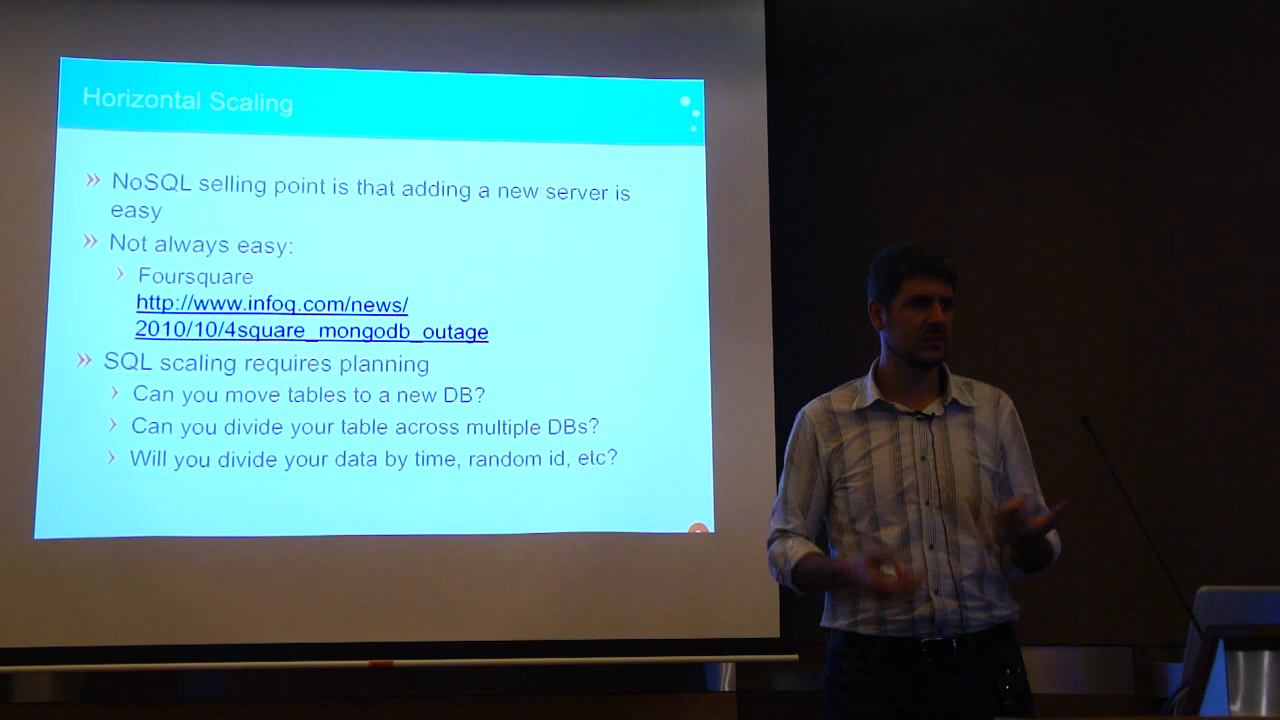 Horizontal Scaling
» NoSQL selling point is that adding a new server is
easy
» Not always easy:
› Foursquare
http://www.infoq.com/news/
2010/10/4square_mongodb_outage
» SQL scaling requires planning
› Can you move tables to a new DB?
› Can you divide your table across multiple DBs?
› Will you divide your data by time, random id, etc?